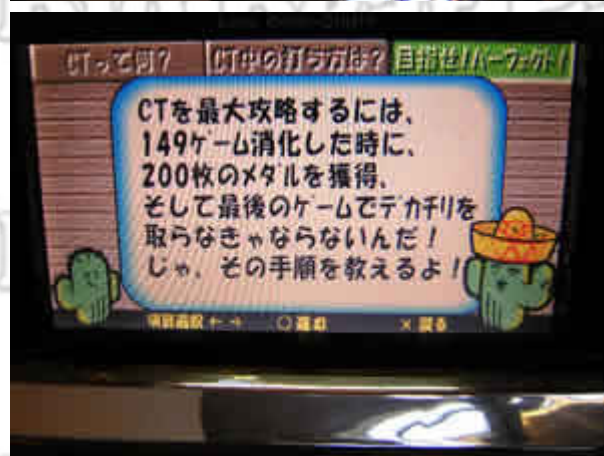 CTって何?
CT中の打ち方は?
目指せ!パーフェクト!
CTを最大攻略するには、
149ゲーム消化した時に、
200枚のメダルを獲得、
そして最後のゲームでデカチリを
取らなきゃならないんだ!
じゃ、その手順を教えるよ!
項目選択 ← → ○選択 × 戻る